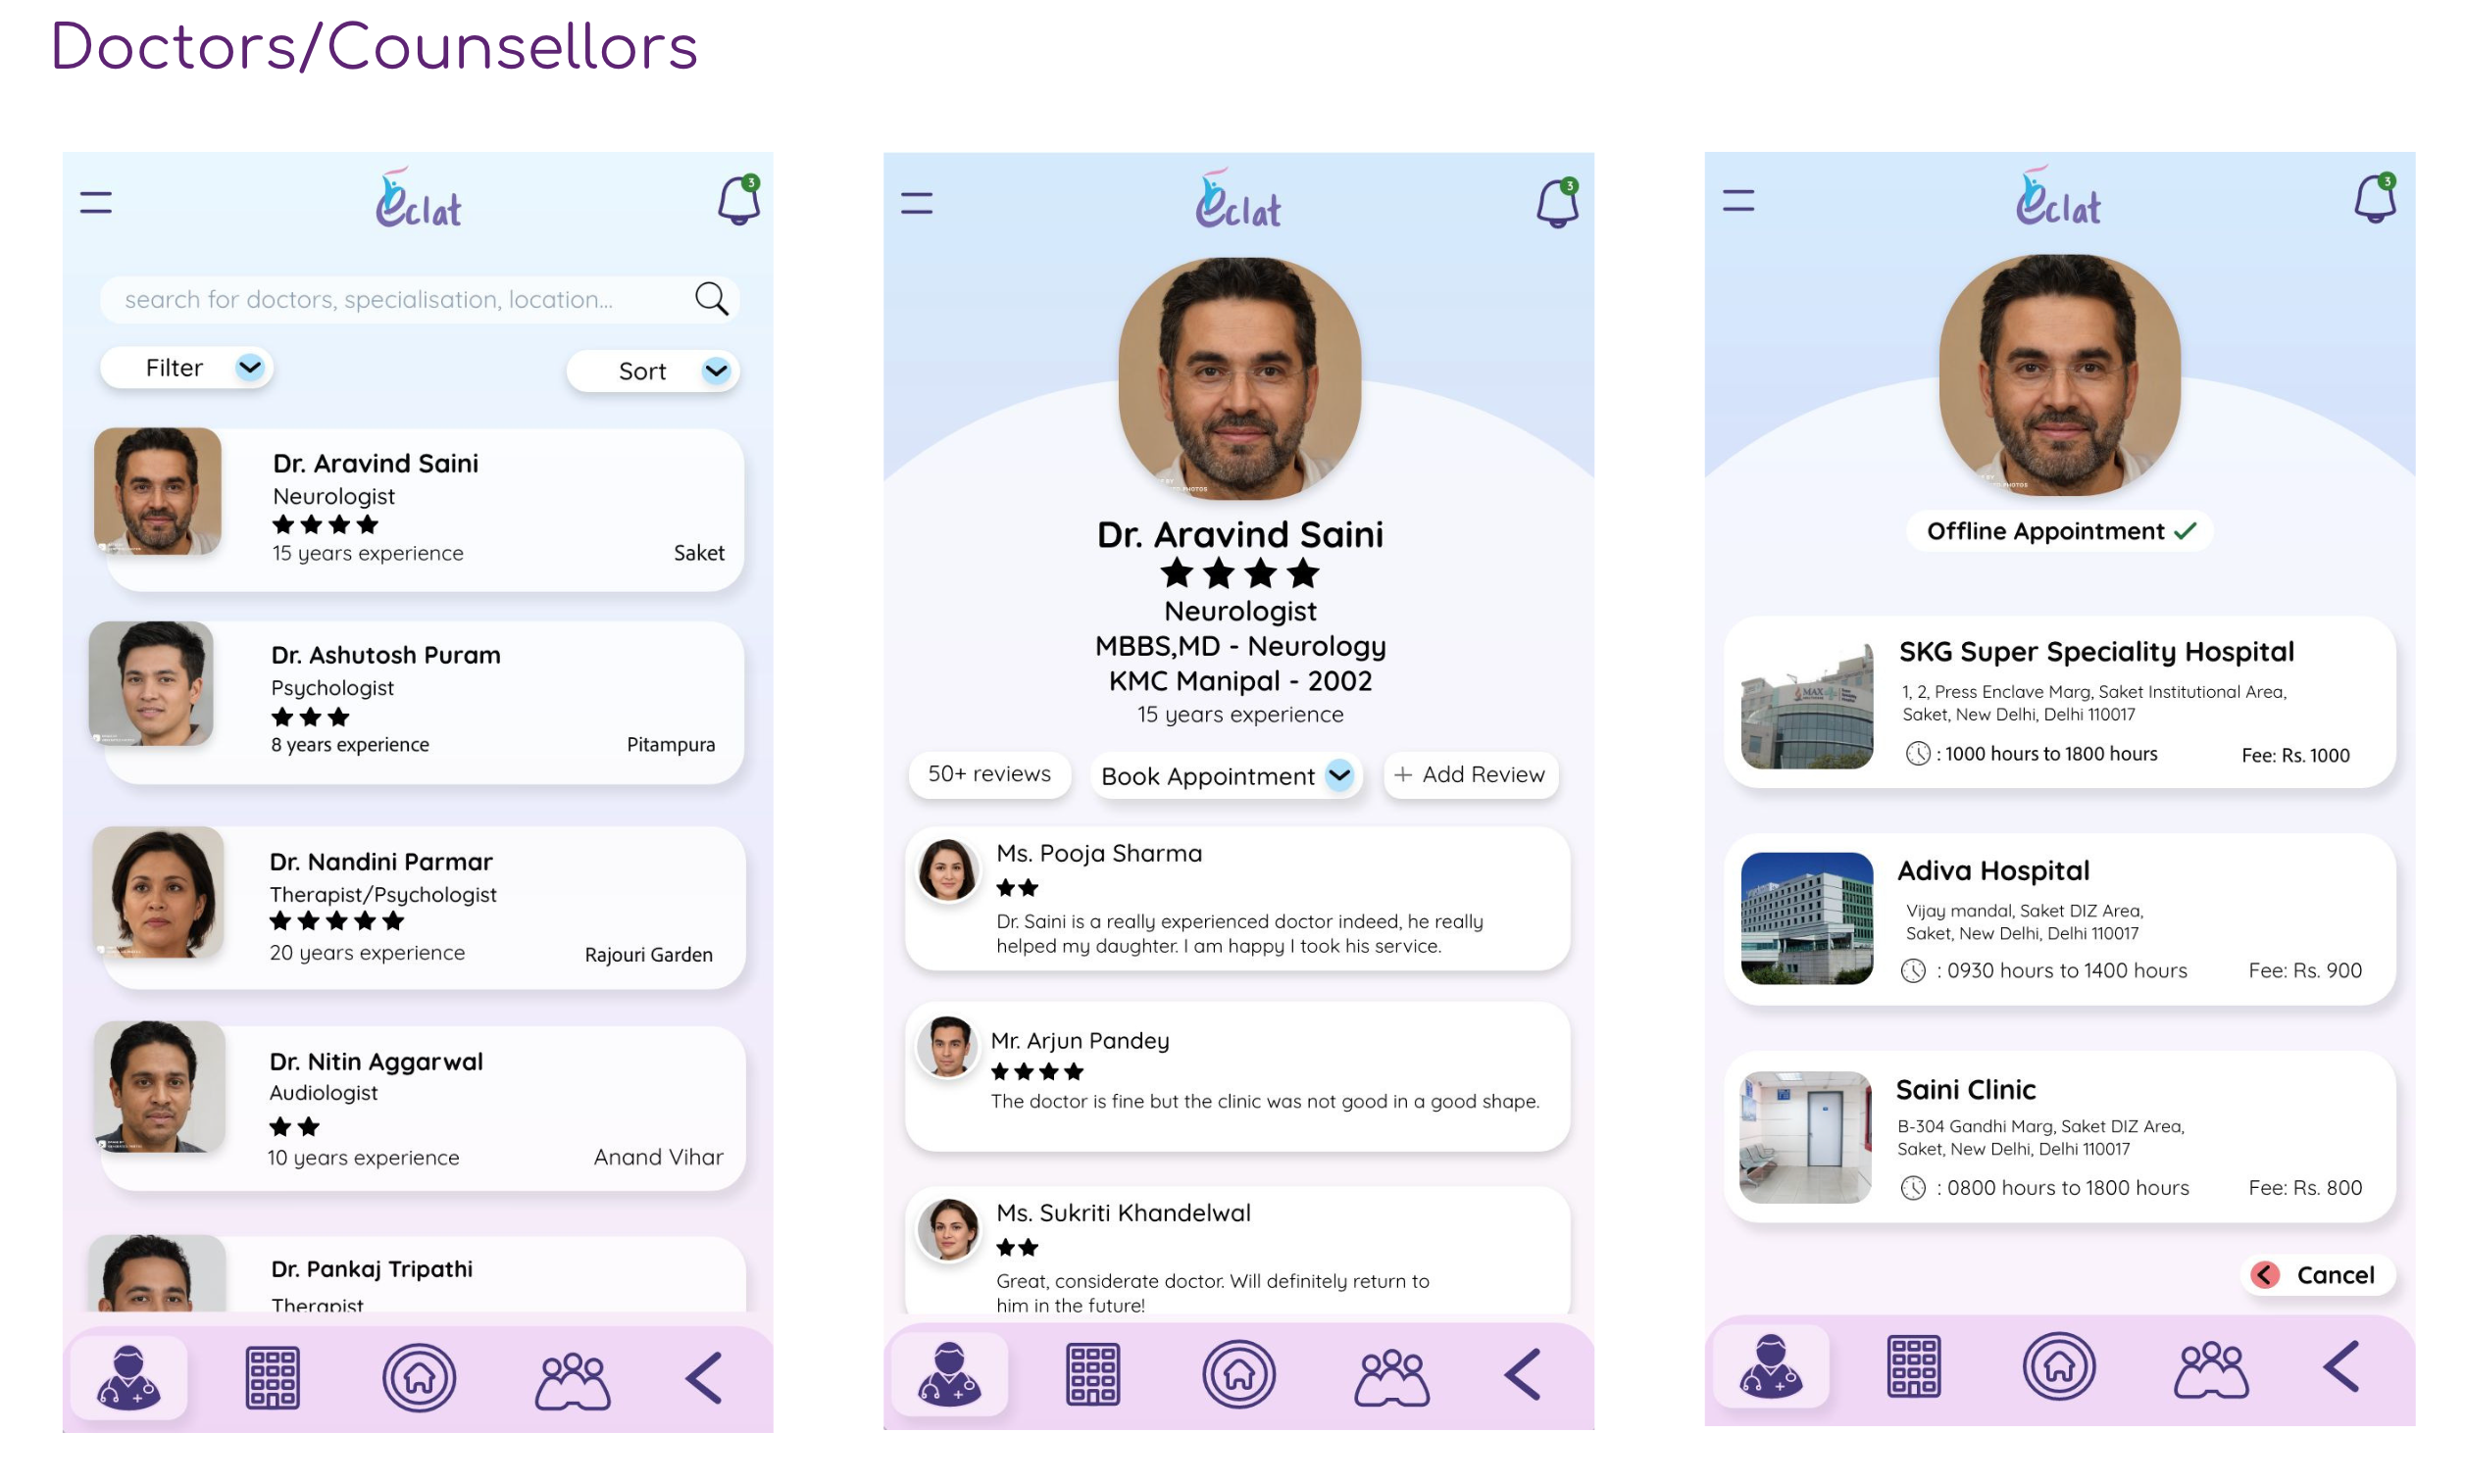 Doctors/Counsellors
èclat
3
search for doctors, specialisation, location...
Filter
Sort
Dr. Aravind Saini
Neurologist
15 years experience
Saket
Dr. Ashutosh Puram
Psychologist
8 years experience
Pitampura
Dr. Nandini Parmar
Therapist/Psychologist
20 years experience
Rajouri Garden
Dr. Nitin Aggarwal
Audiologist
10 years experience
Anand Vihar
Dr. Pankaj Tripathi
Therapist
èclat
3
Dr. Aravind Saini
Neurologist
MBBS,MD - Neurology
KMC Manipal - 2002
15 years experience
50+ reviews
Book Appointment
+ Add Review
Ms. Pooja Sharma
Dr. Saini is a really experienced doctor indeed, he really
helped my daughter. I am happy I took his service.
Mr. Arjun Pandey
The doctor is fine but the clinic was not good in a good shape.
Ms. Sukriti Khandelwal
Great, considerate doctor. Will definitely return to
him in the future!
èclat
3
Offline Appointment
SKG Super Speciality Hospital
1, 2, Press Enclave Marg, Saket Institutional Area,
Saket, New Delhi, Delhi 110017
: 1000 hours to 1800 hours
Fee: Rs. 1000
MAX
Adiva Hospital
Vijay mandal, Saket DIZ Area,
Saket, New Delhi, Delhi 110017
: 0930 hours to 1400 hours
Fee: Rs. 900
Saini Clinic
B-304 Gandhi Marg, Saket DIZ Area,
Saket, New Delhi, Delhi 110017
: 0800 hours to 1800 hours
Fee: Rs. 800
Cancel